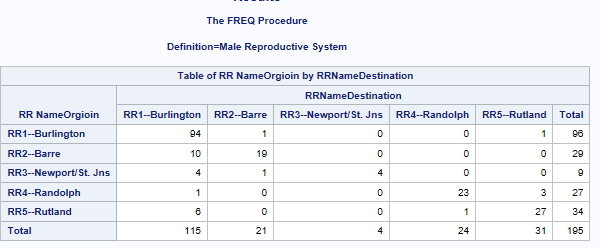 The FREQ Procedure
Definition=Male Reproductive System
Table of RR NameOrgioin by RRNameDestination
RRNameDestination
RR NameOrgioin RR1--Burlington RR2--Barre RR3--Newport/St. Jns RR4--Randolph RR5--Rutland Total
RR1--Burlington 94 1 0 0 1 96
RR2--Barre 10 19 0 0 0 29
RR3--Newport/St. Jns 4 1 4 0 0 9
RR4--Randolph 1 0 0 23 3 27
RR5--Rutland 6 0 0 1 27 34
Total 115 21 4 24 31 195